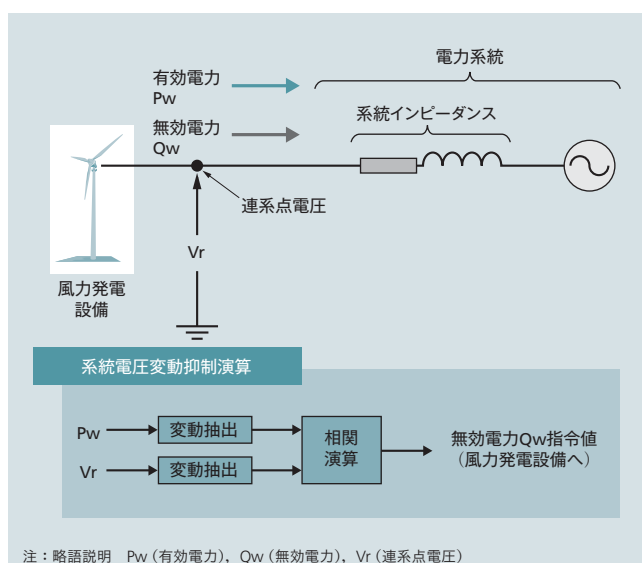 電力系統
有効電力
Pw
系統インピーダンス
無効電力
Qw
連系点電圧
Vr
風力発電
設備
系統電圧変動抑制演算
Pw
変動抽出
相関
演算
無効電力Qw指令値
（風力発電設備へ）
Vr
変動抽出
注：略語説明　Pw（有効電力），Qw（無効電力），Vr（連系点電圧）